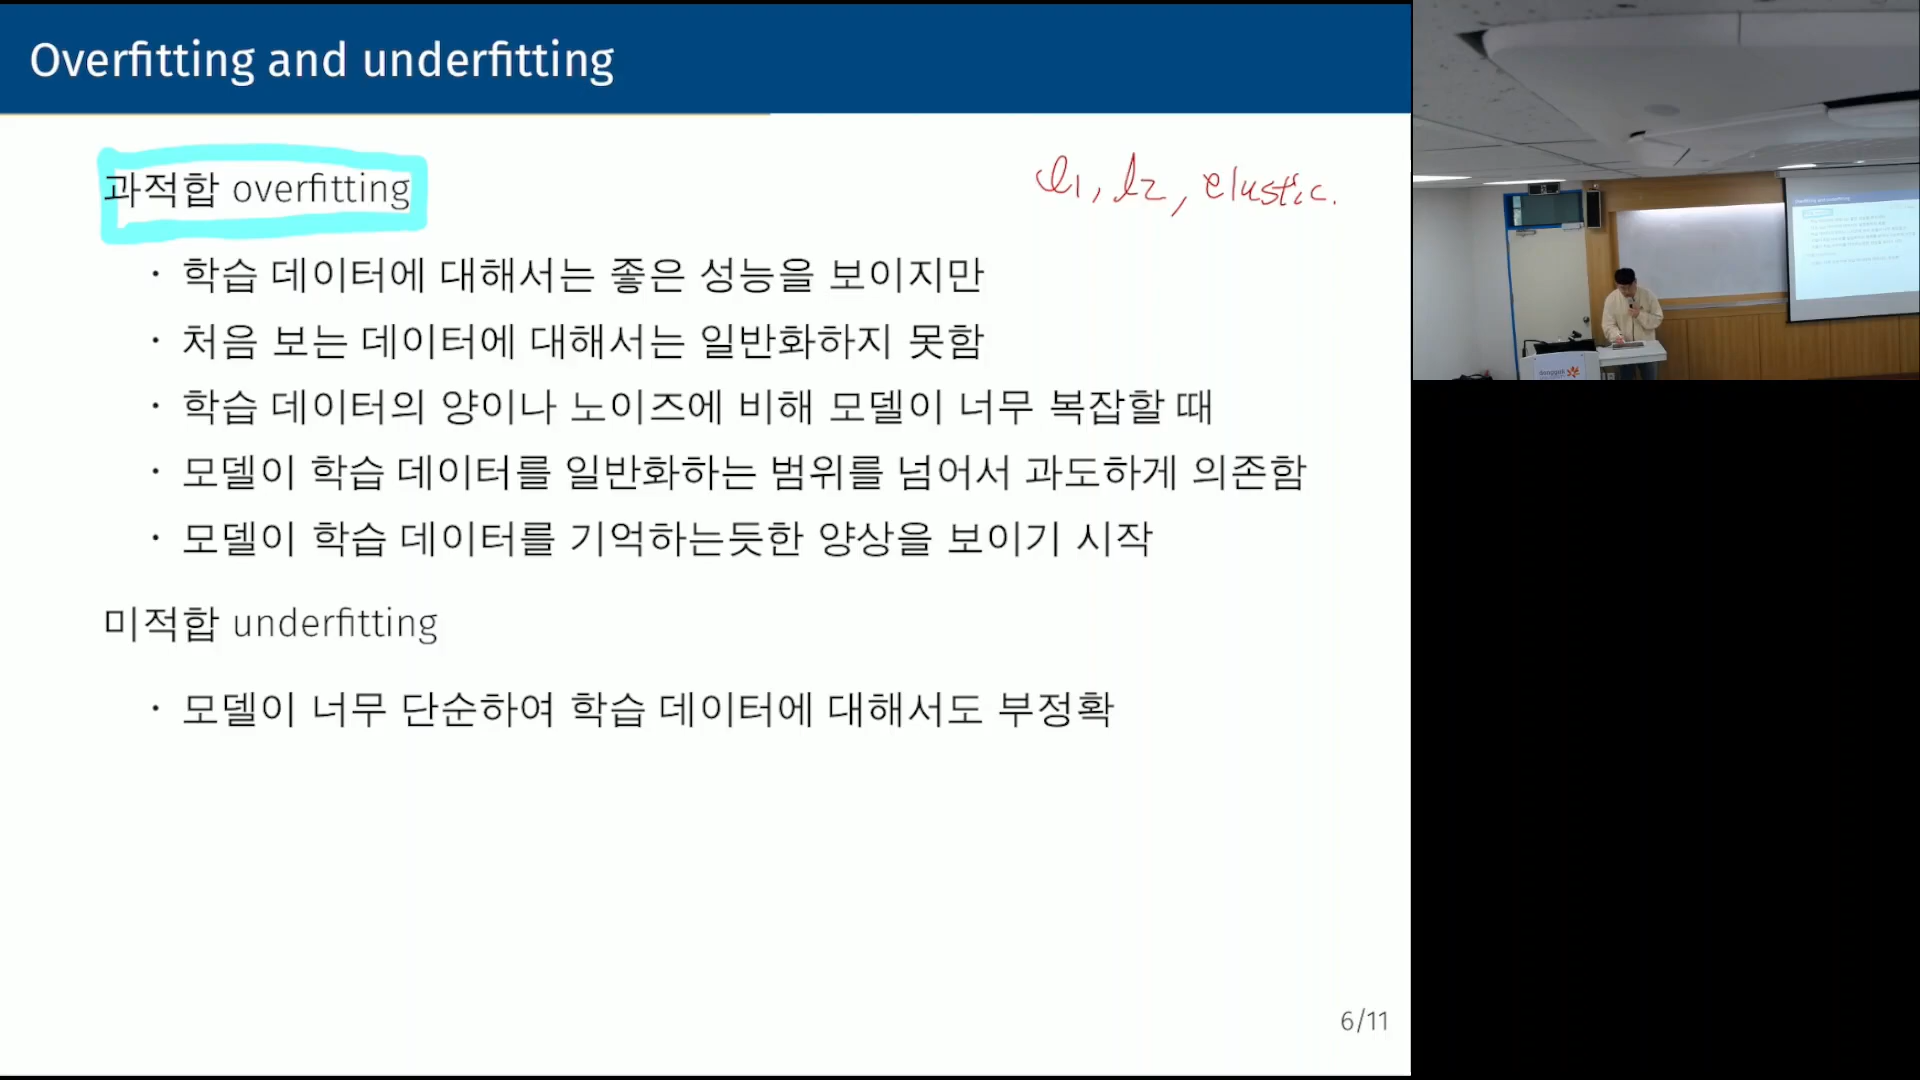 Overfitting and underfitting
과적합 overfitting
l1, l2, elastic.
· 학습 데이터에 대해서는 좋은 성능을 보이지만
· 처음 보는 데이터에 대해서는 일반화하지 못함
· 학습 데이터의 양이나 노이즈에 비해 모델이 너무 복잡할 때
· 모델이 학습 데이터를 일반화하는 범위를 넘어서 과도하게 의존함
· 모델이 학습 데이터를 기억하는듯한 양상을 보이기 시작
미적합 underfitting
· 모델이 너무 단순하여 학습 데이터에 대해서도 부정확
6/11
dongguk